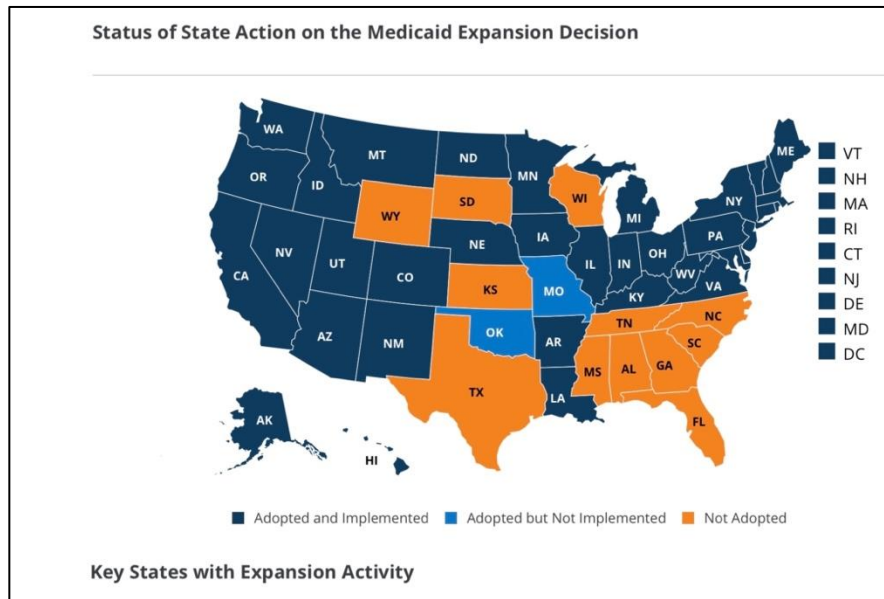 Status of State Action on the Medicaid Expansion Decision
WA
MT
ND
MN
ME
VT
OR
ID
WY
SD
WI
MI
NY
NH
MA
RI
CT
NJ
DE
MD
DC
NV
UT
CO
NE
IA
IL
IN
OH
PA
WV
VA
CA
KS
MO
KY
AZ
NM
OK
AR
TN
NC
SC
MS
AL
GA
TX
LA
FL
AK
HI
Adopted and Implemented
Adopted but Not Implemented
Not Adopted
Key States with Expansion Activity